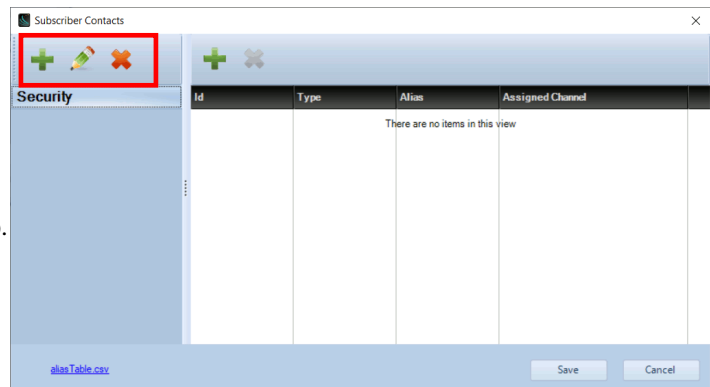 Subscriber Contacts
Security
Id Type Alias Assigned Channel
There are no items in this view
.
aliasTable.csv
Save Cancel